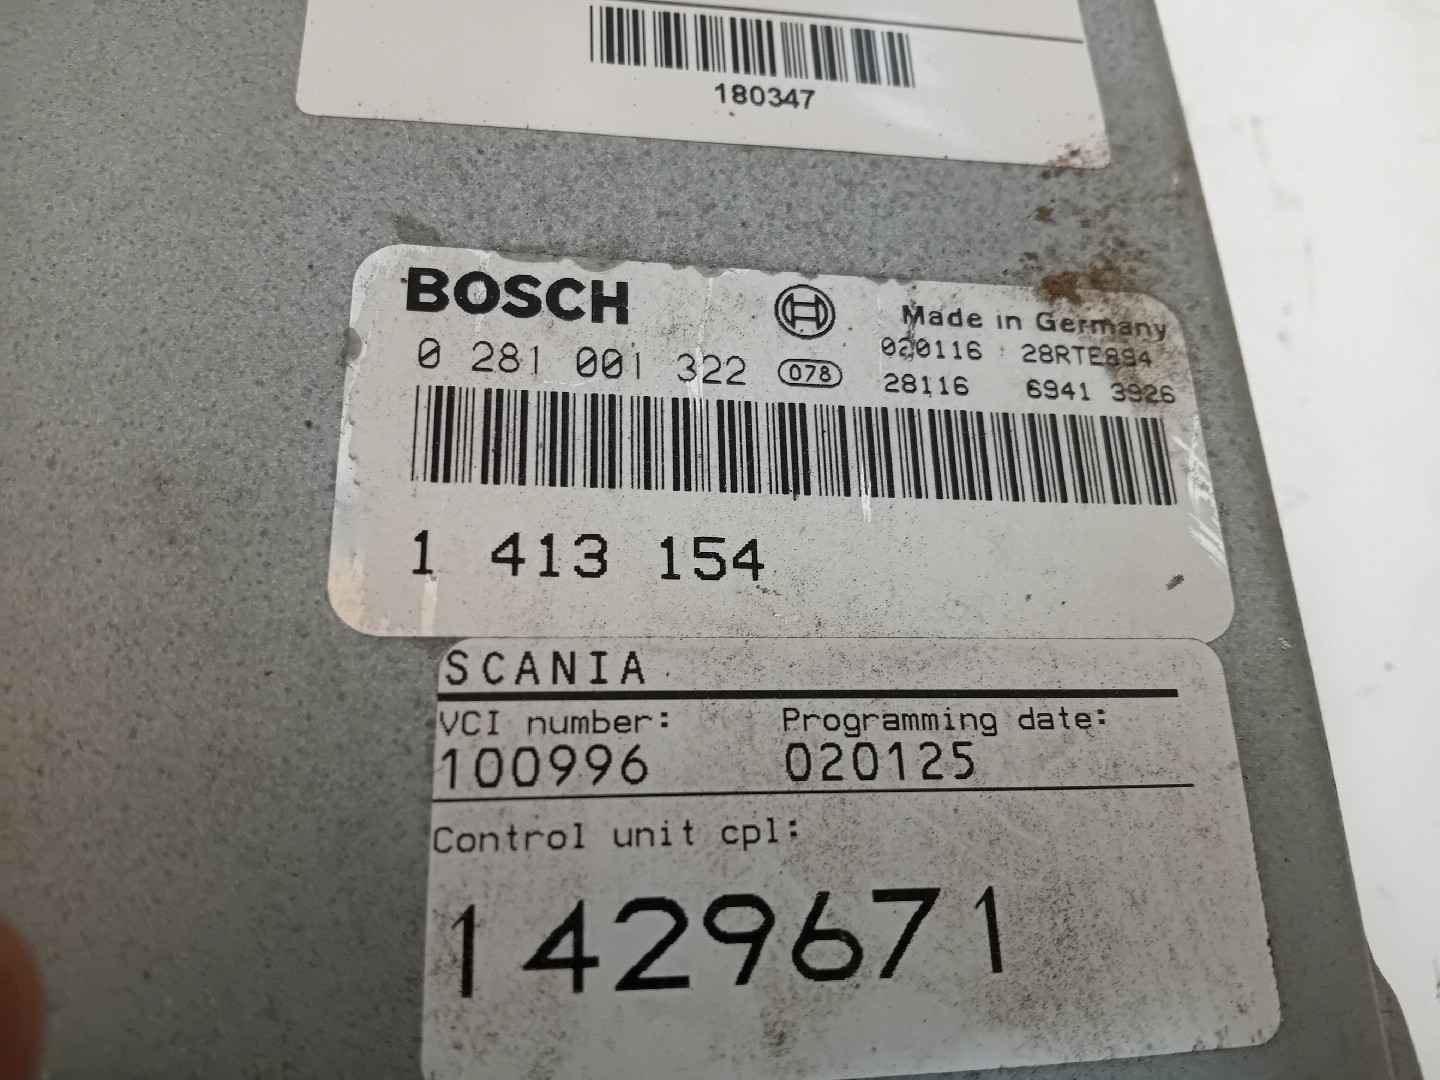 180347
BOSCH
Made in Germany
0 281 001 322 078 020116 28RTE894
28116 6941 3926
1 413 154
SCANIA
VCI number: Programming date:
100996 020125
Control unit cpl:
1429671